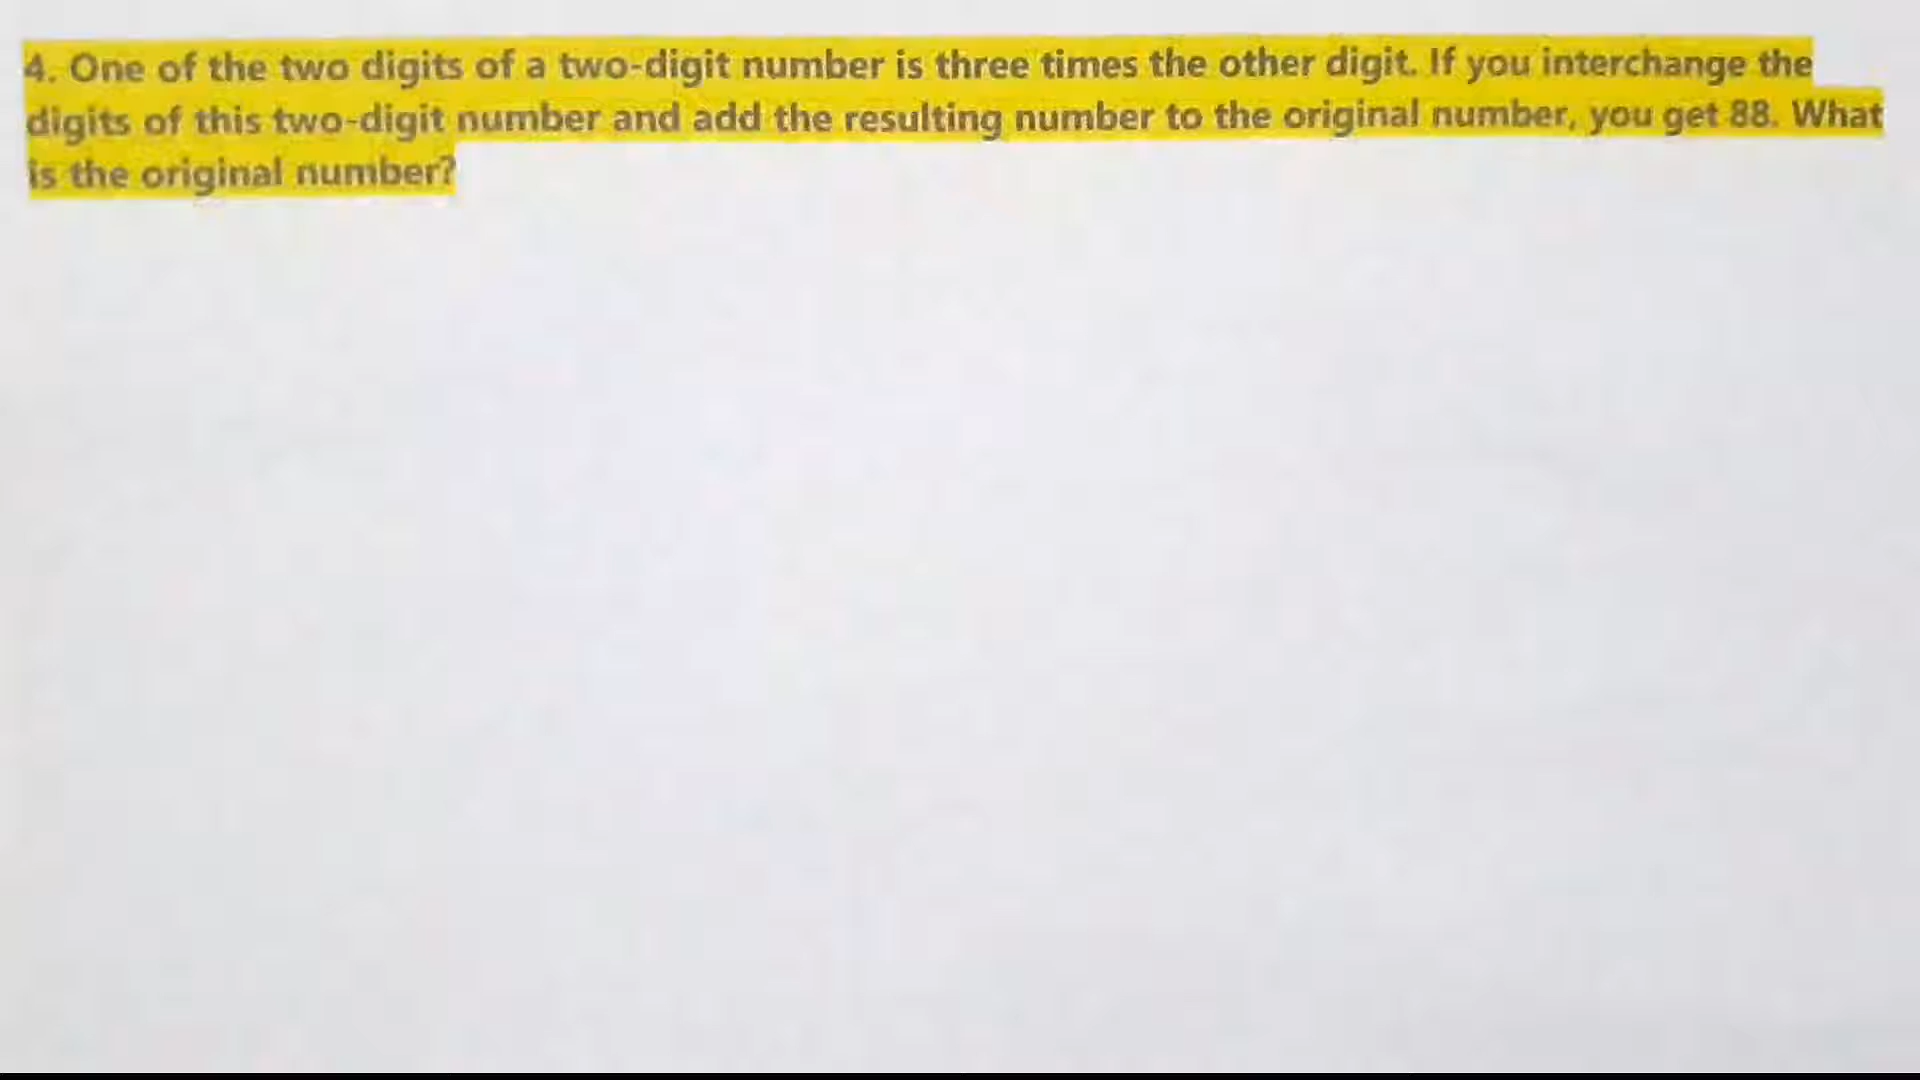 4. One of the two digits of a two-digit number is three times the other digit. If you interchange the
digits of this two-digit number and add the resulting number to the original number, you get 88. What
is the original number?